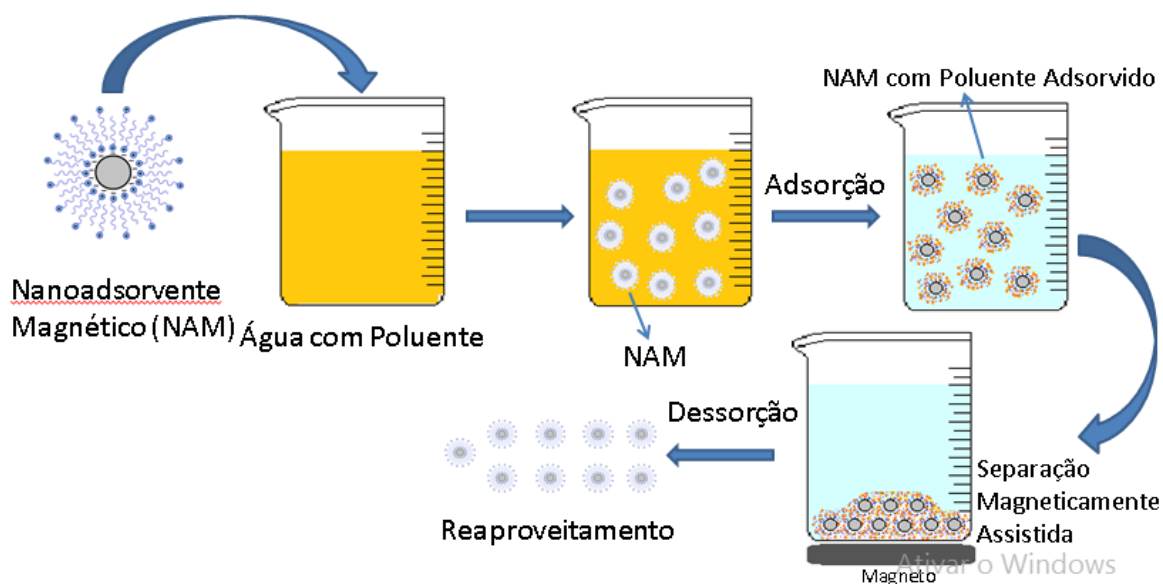 Nanoadsorvente
Magnético (NAM)
Água com Poluente
NAM
Adsorção
NAM com Poluente Adsorvido
Separação
Magneticamente
Assistida
Magneto
Dessorção
Reaproveitamento
Ativar o Windows